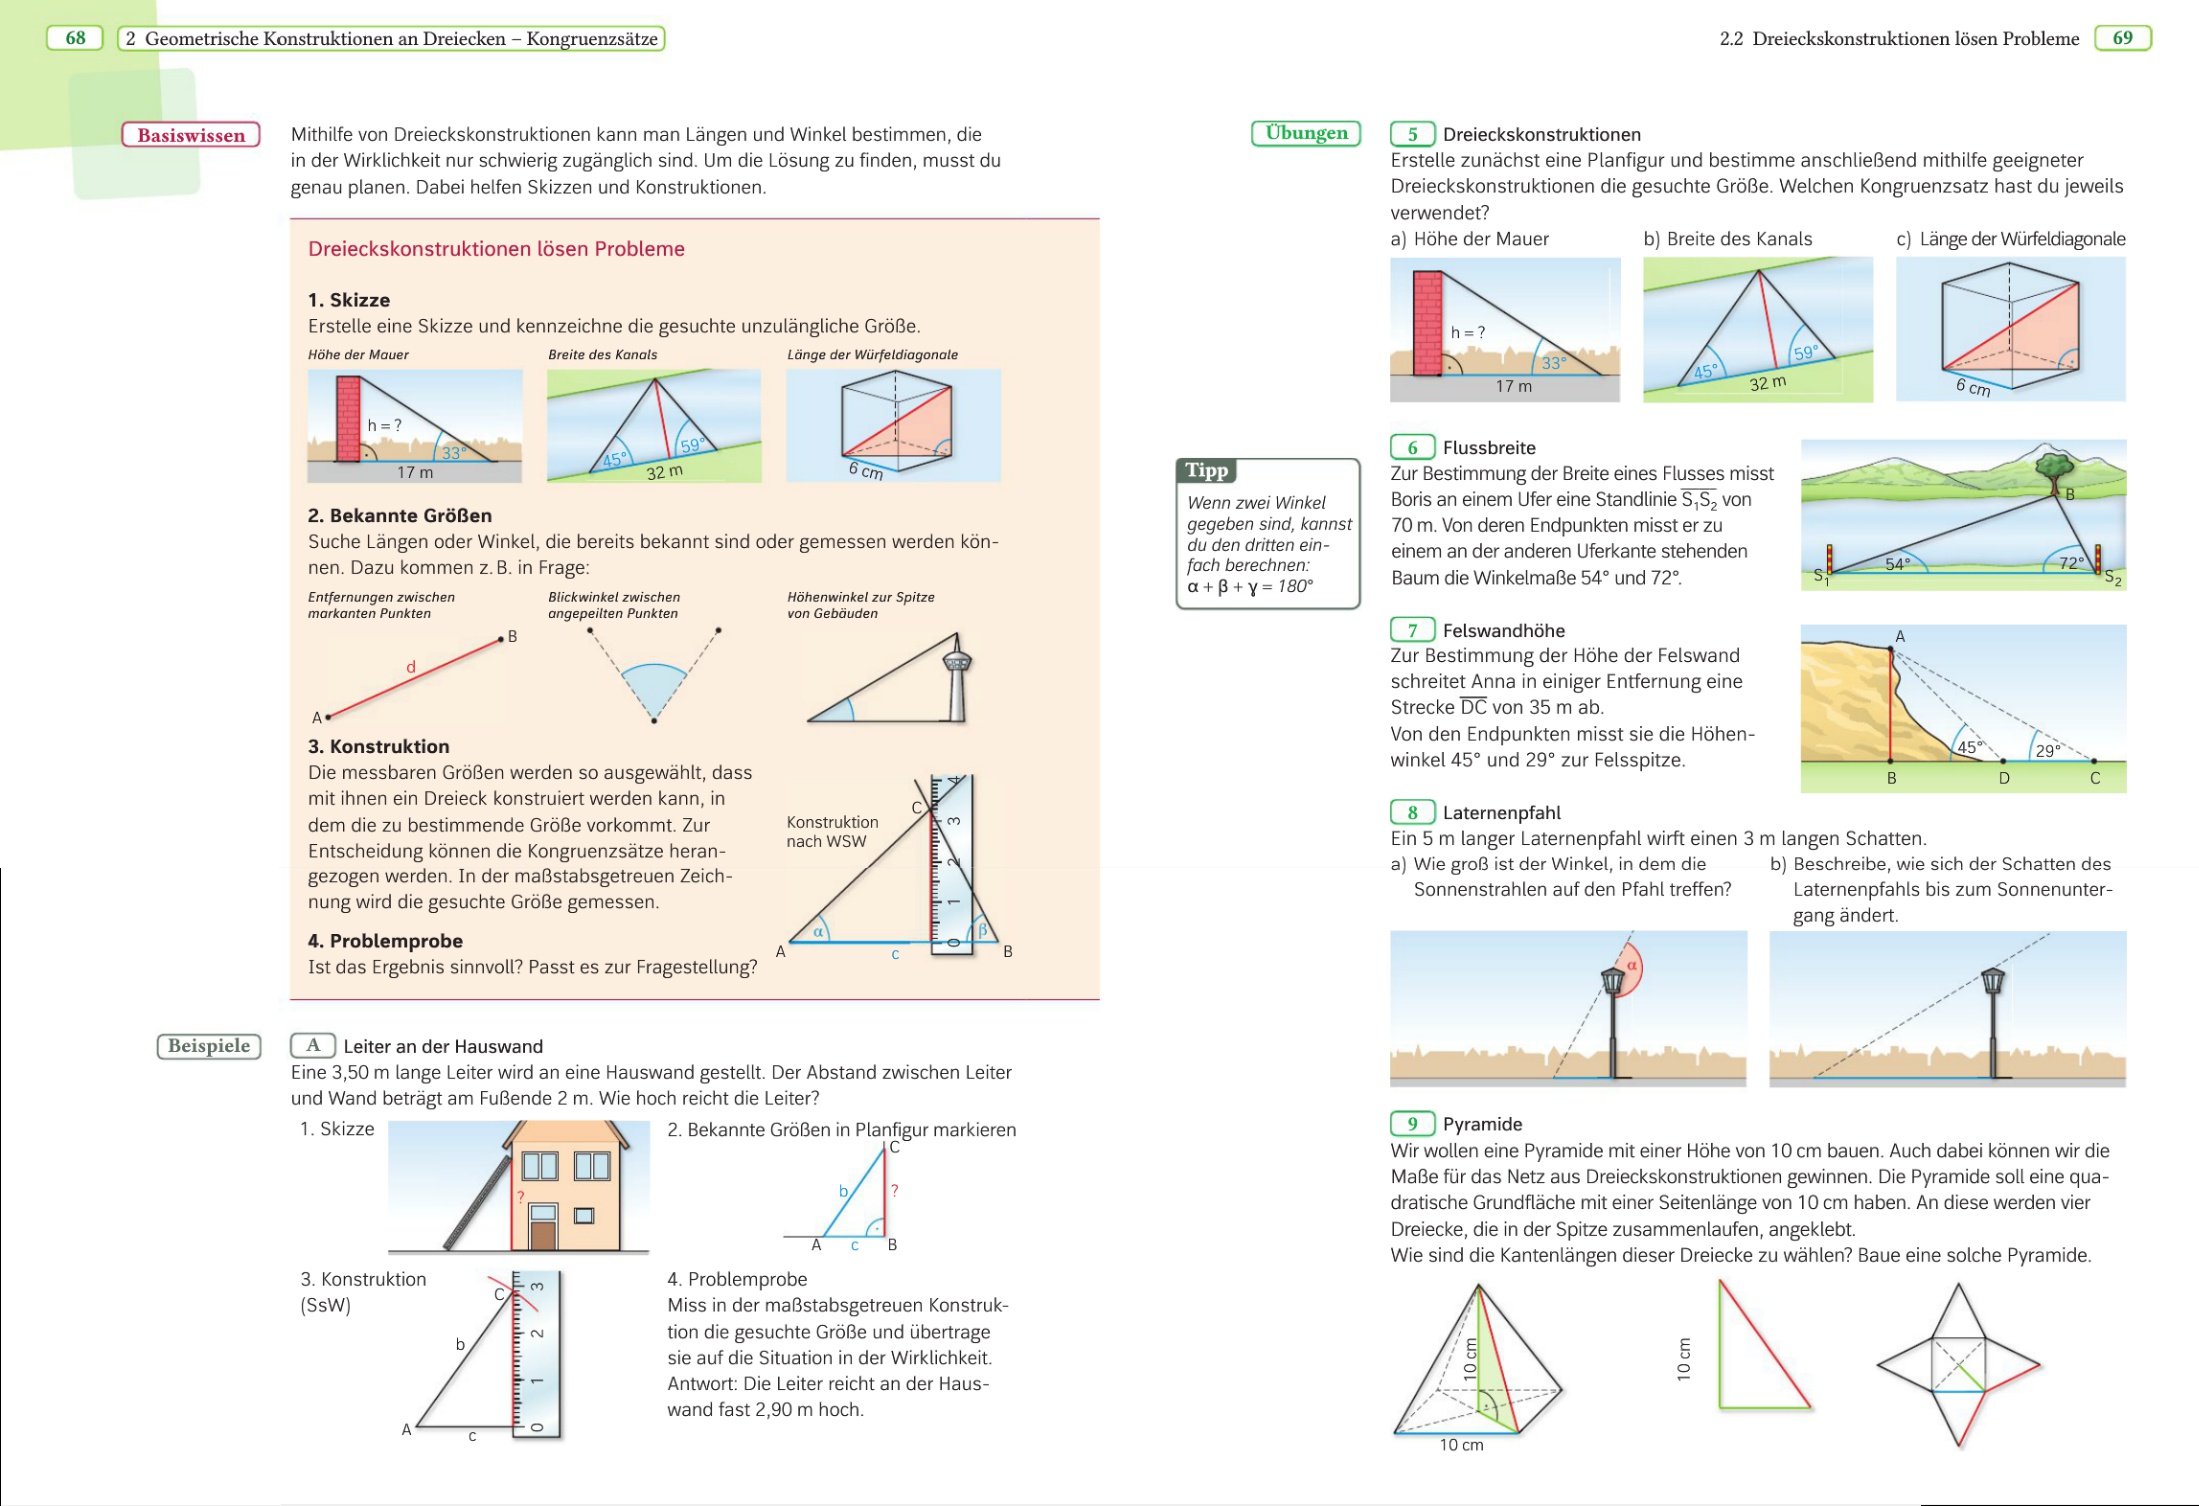 68
2 Geometrische Konstruktionen an Dreiecken – Kongruenzsätze
Basiswissen
Mithilfe von Dreieckskonstruktionen kann man Längen und Winkel bestimmen, die
in der Wirklichkeit nur schwierig zugänglich sind. Um die Lösung zu finden, musst du
genau planen. Dabei helfen Skizzen und Konstruktionen.
Dreieckskonstruktionen lösen Probleme
1. Skizze
Erstelle eine Skizze und kennzeichne die gesuchte unzulängliche Größe.
Höhe der Mauer
Breite des Kanals
Länge der Würfeldiagonale
h = ?
33°
17 m
45°
59°
32 m
6 cm
2. Bekannte Größen
Suche Längen oder Winkel, die bereits bekannt sind oder gemessen werden kön-
nen. Dazu kommen z. B. in Frage:
Entfernungen zwischen
markanten Punkten
Blickwinkel zwischen
angepeilten Punkten
Höhenwinkel zur Spitze
von Gebäuden
A
d
B
3. Konstruktion
Die messbaren Größen werden so ausgewählt, dass
mit ihnen ein Dreieck konstruiert werden kann, in
dem die zu bestimmende Größe vorkommt. Zur
Entscheidung können die Kongruenzsätze heran-
gezogen werden. In der maßstabsgetreuen Zeich-
nung wird die gesuchte Größe gemessen.
Konstruktion
nach WSW
C
4
3
2
1
0
α
β
A
c
B
4. Problemprobe
Ist das Ergebnis sinnvoll? Passt es zur Fragestellung?
Beispiele
A Leiter an der Hauswand
Eine 3,50 m lange Leiter wird an eine Hauswand gestellt. Der Abstand zwischen Leiter
und Wand beträgt am Fußende 2 m. Wie hoch reicht die Leiter?
1. Skizze
?
2. Bekannte Größen in Planfigur markieren
C
b
?
A
c
B
3. Konstruktion
(SsW)
C
3
2
1
0
b
A
c
4. Problemprobe
Miss in der maßstabsgetreuen Konstruk-
tion die gesuchte Größe und übertrage
sie auf die Situation in der Wirklichkeit.
Antwort: Die Leiter reicht an der Haus-
wand fast 2,90 m hoch.
2.2 Dreieckskonstruktionen lösen Probleme
69
Übungen
5 Dreieckskonstruktionen
Erstelle zunächst eine Planfigur und bestimme anschließend mithilfe geeigneter
Dreieckskonstruktionen die gesuchte Größe. Welchen Kongruenzsatz hast du jeweils
verwendet?
a) Höhe der Mauer
b) Breite des Kanals
c) Länge der Würfeldiagonale
h = ?
33°
17 m
45°
59°
32 m
6 cm
Tipp
Wenn zwei Winkel
gegeben sind, kannst
du den dritten ein-
fach berechnen:
α + β + γ = 180°
6 Flussbreite
Zur Bestimmung der Breite eines Flusses misst
Boris an einem Ufer eine Standlinie S₁S₂ von
70 m. Von deren Endpunkten misst er zu
einem an der anderen Uferkante stehenden
Baum die Winkelmaße 54° und 72°.
B
54°
72°
S₁
S₂
7 Felswandhöhe
Zur Bestimmung der Höhe der Felswand
schreitet Anna in einiger Entfernung eine
Strecke DC von 35 m ab.
Von den Endpunkten misst sie die Höhen-
winkel 45° und 29° zur Felsspitze.
A
45°
29°
B
D
C
8 Laternenpfahl
Ein 5 m langer Laternenpfahl wirft einen 3 m langen Schatten.
a) Wie groß ist der Winkel, in dem die
Sonnenstrahlen auf den Pfahl treffen?
b) Beschreibe, wie sich der Schatten des
Laternenpfahls bis zum Sonnenunter-
gang ändert.
α
9 Pyramide
Wir wollen eine Pyramide mit einer Höhe von 10 cm bauen. Auch dabei können wir die
Maße für das Netz aus Dreieckskonstruktionen gewinnen. Die Pyramide soll eine qua-
dratische Grundfläche mit einer Seitenlänge von 10 cm haben. An diese werden vier
Dreiecke, die in der Spitze zusammenlaufen, angeklebt.
Wie sind die Kantenlängen dieser Dreiecke zu wählen? Baue eine solche Pyramide.
10 cm
10 cm
10 cm